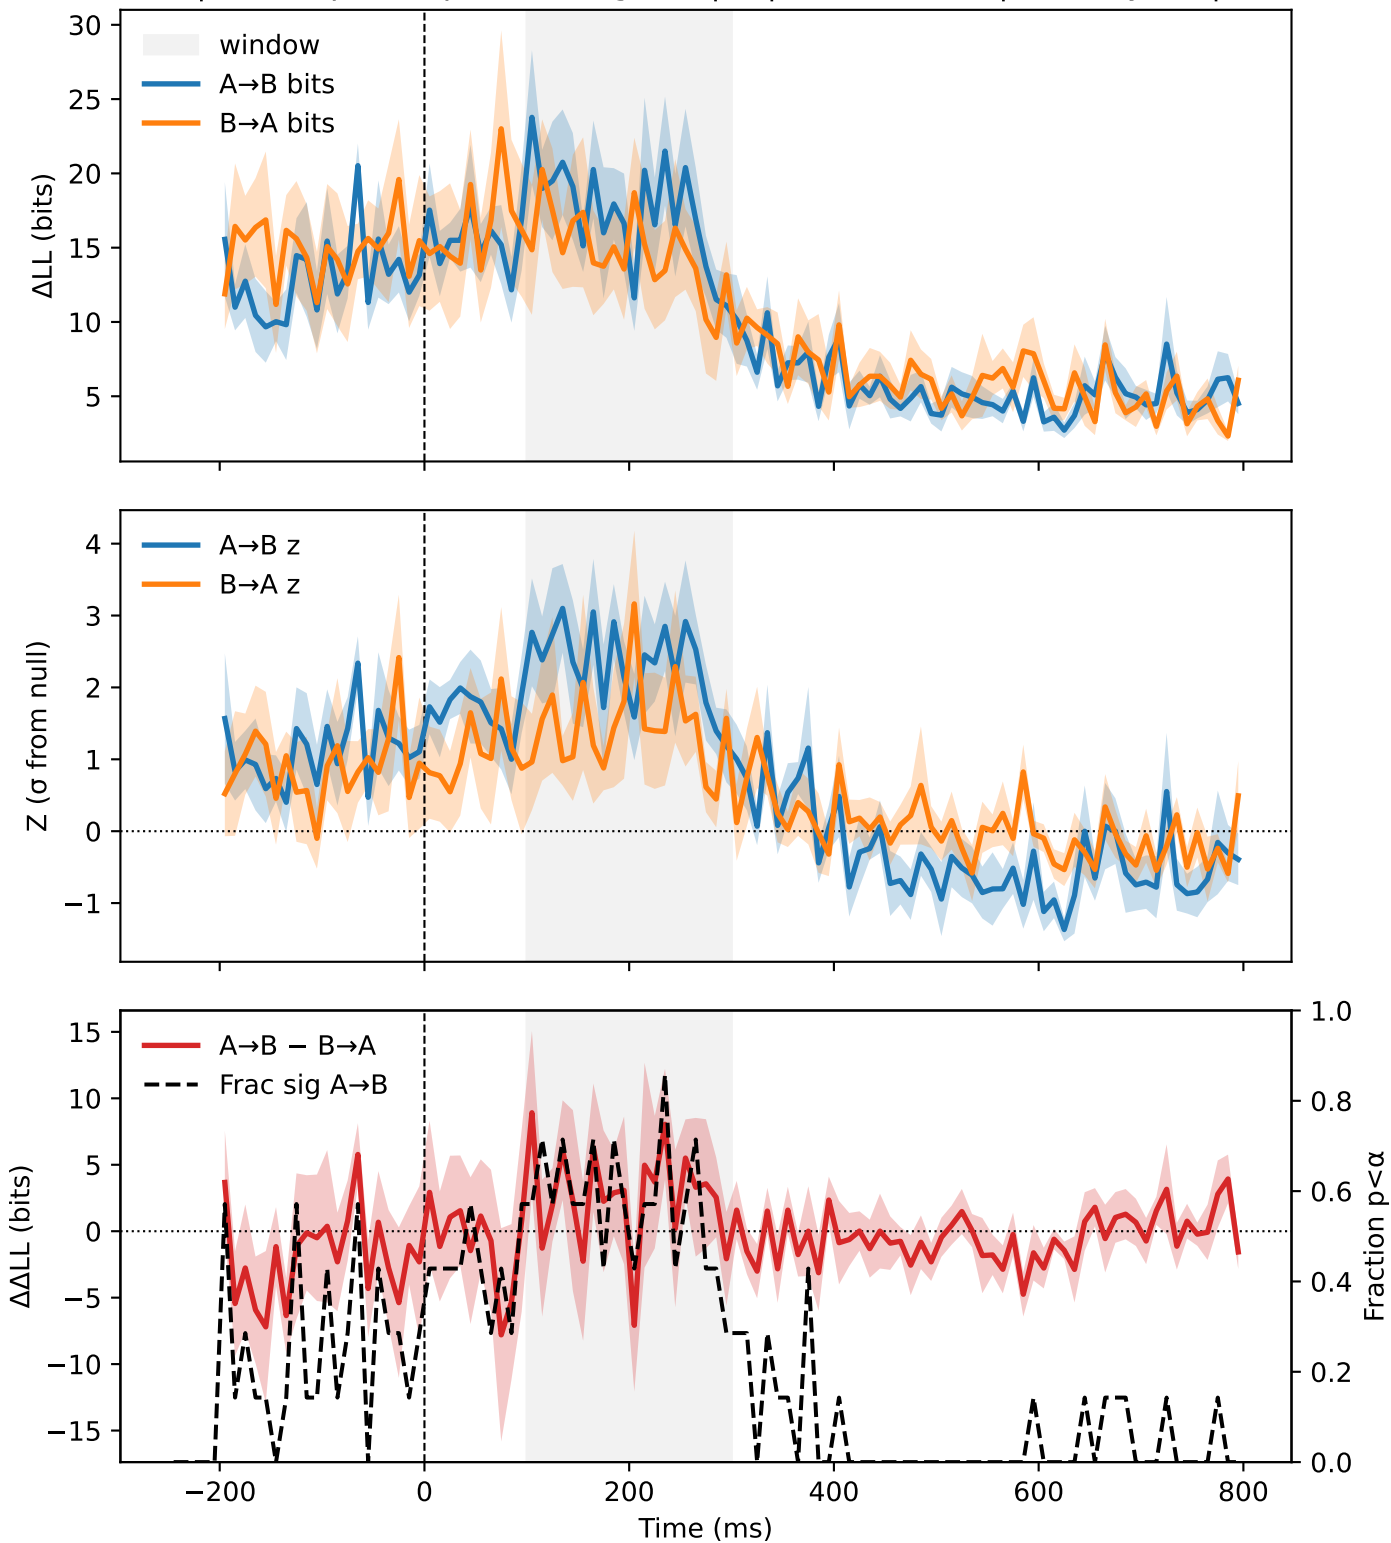 30
25
20
15
10
5
ΔLL (bits)
window
A→B bits
B→A bits
4
3
2
1
0
−1
Z (σ from null)
A→B z
B→A z
15
10
5
0
−5
−10
−15
ΔΔLL (bits)
A→B − B→A
Frac sig A→B
1.0
0.8
0.6
0.4
0.2
0.0
Fraction p<α
−200
0
200
400
600
800
Time (ms)